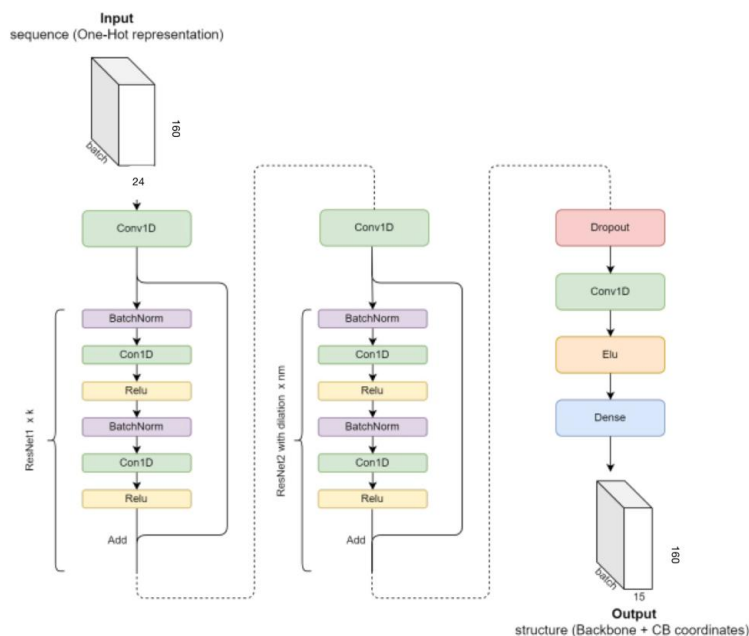 Input
sequence (One-Hot representation)
160
batch
24
Conv1D
BatchNorm
Con1D
Relu
BatchNorm
Con1D
Relu
Add
ResNet1 x k
Conv1D
BatchNorm
Con1D
Relu
BatchNorm
Con1D
Relu
Add
ResNet2 with dilation x nm
Dropout
Conv1D
Elu
Dense
160
batch
15
Output
structure (Backbone + CB coordinates)